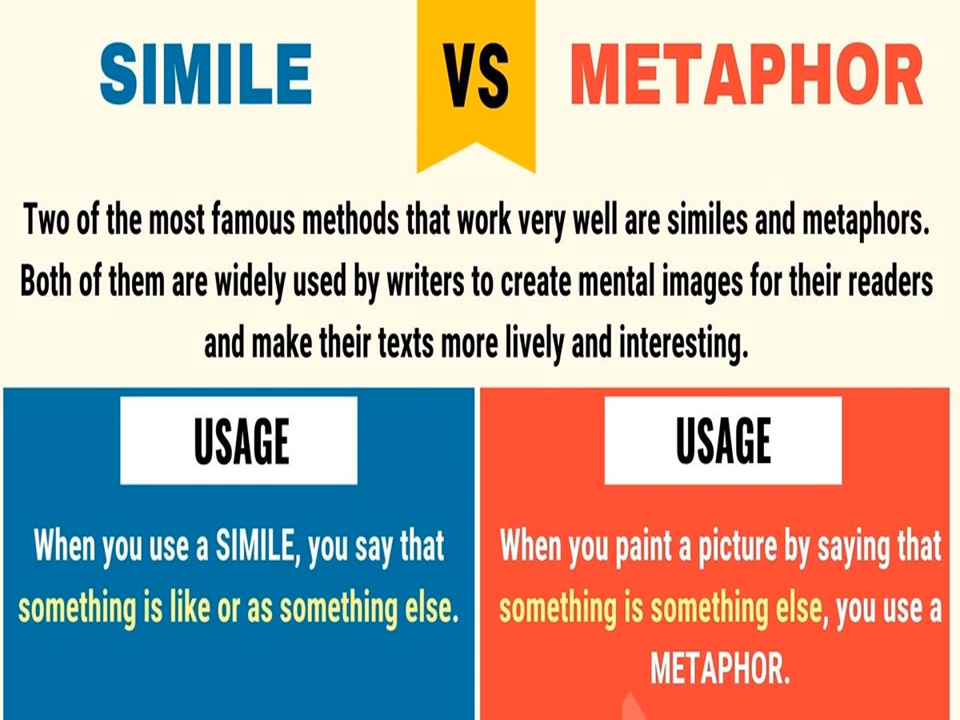 SIMILE VS METAPHOR
Two of the most famous methods that work very well are similes and metaphors.
Both of them are widely used by writers to create mental images for their readers
and make their texts more lively and interesting.
USAGE
When you use a SIMILE, you say that
something is like or as something else.
USAGE
When you paint a picture by saying that
something is something else, you use a
METAPHOR.